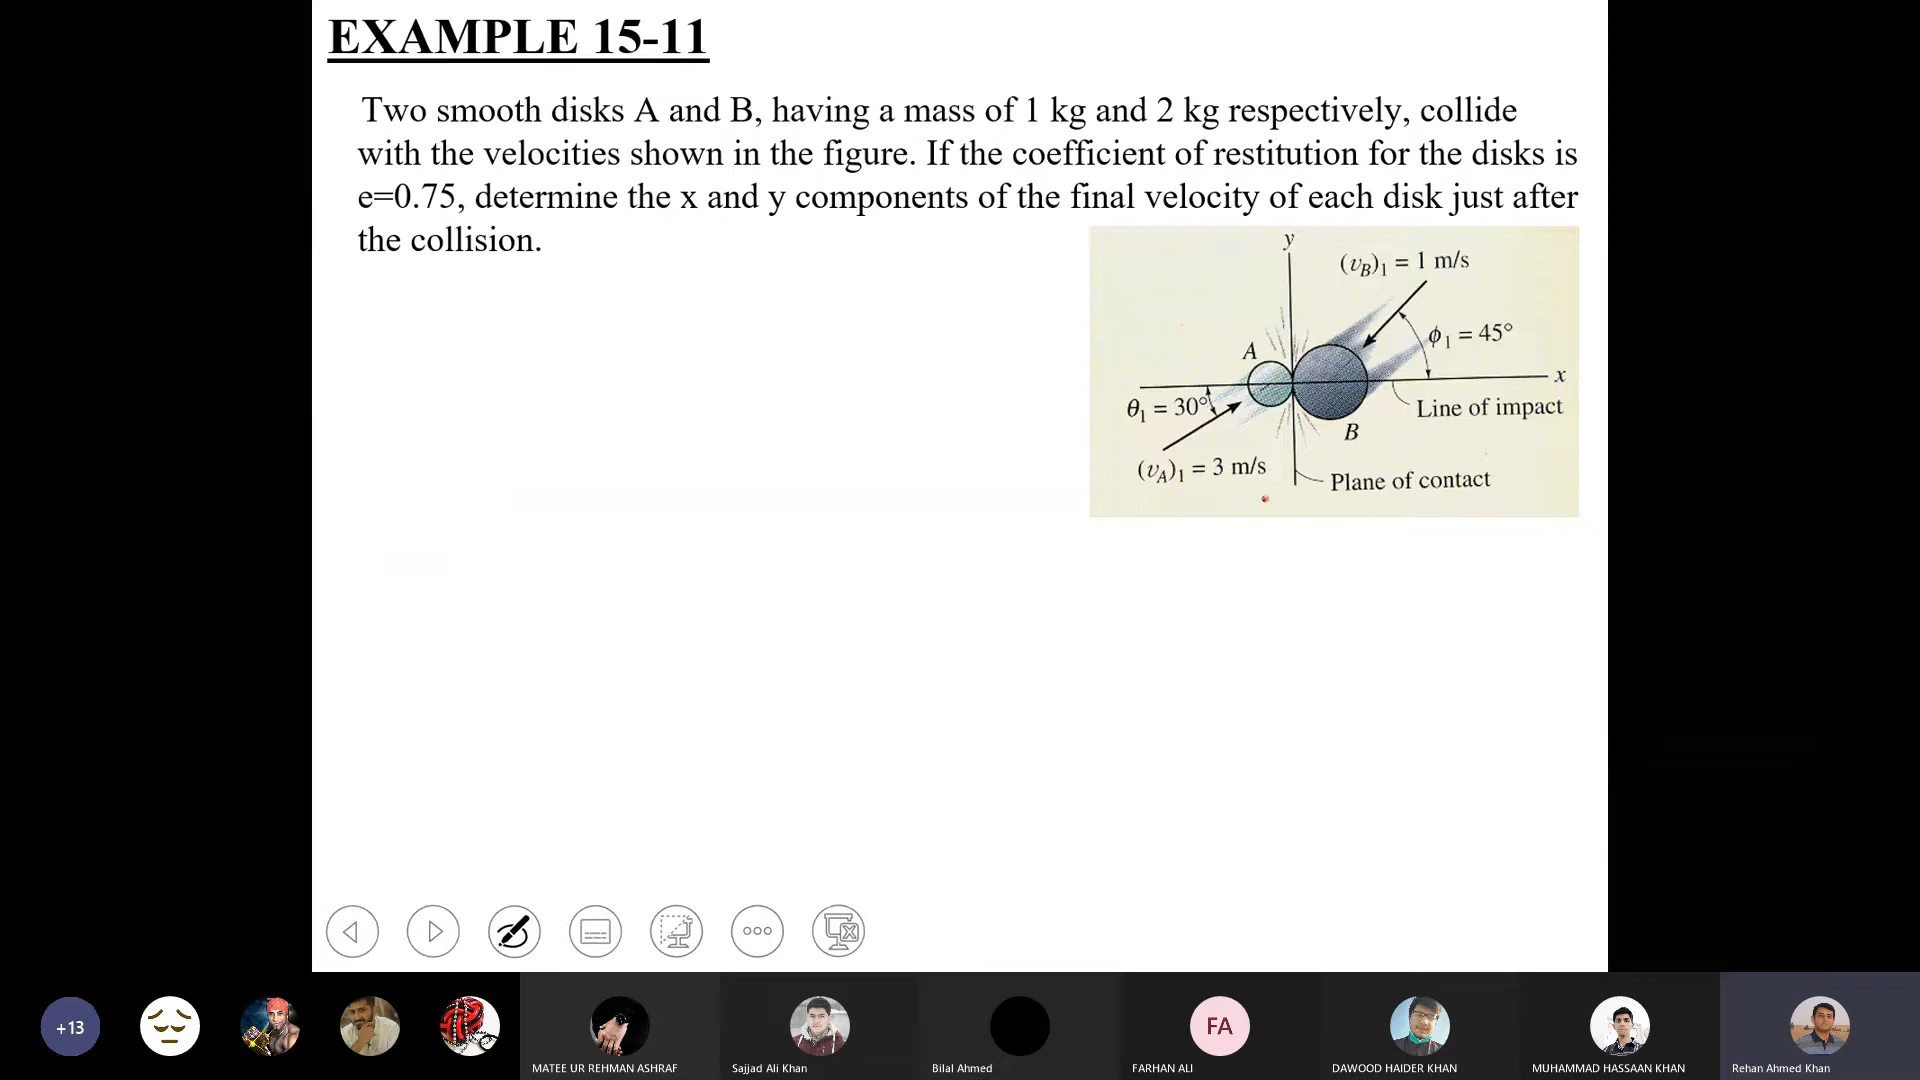 EXAMPLE 15-11
Two smooth disks A and B, having a mass of 1 kg and 2 kg respectively, collide
with the velocities shown in the figure. If the coefficient of restitution for the disks is
e=0.75, determine the x and y components of the final velocity of each disk just after
the collision.
y
(vB)1 = 1 m/s
ϕ1 = 45°
A
x
θ1 = 30°
Line of impact
B
(vA)1 = 3 m/s
Plane of contact
+13
FA
MATEE UR REHMAN ASHRAF
Sajjad Ali Khan
Bilal Ahmed
FARHAN ALI
DAWOOD HAIDER KHAN
MUHAMMAD HASSAAN KHAN
Rehan Ahmed Khan